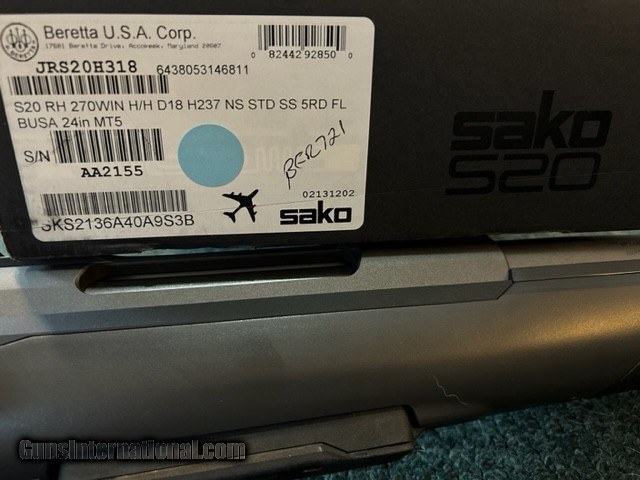 Beretta U.S.A. Corp.
17601 Beretta Drive, Accokeek, Maryland 20607
JRS20H318
6438053146811
0 82442 92850 0
S20 RH 270WIN H/H D18 H237 NS STD SS 5RD FL
BUSA 24in MT5
S/N
AA2155
BER721
02131202
SKS2136A40A9S3B
sako
sako
S20
GunsInternational.com